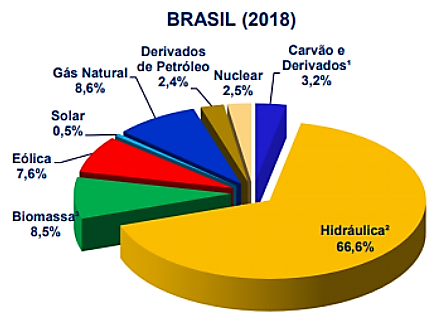 BRASIL (2018)
Carvão e
Derivados¹
3,2%
Derivados
de Petróleo
2,4%
Nuclear
2,5%
Gás Natural
8,6%
Solar
0,5%
Eólica
7,6%
Biomassa³
8,5%
Hidráulica²
66,6%